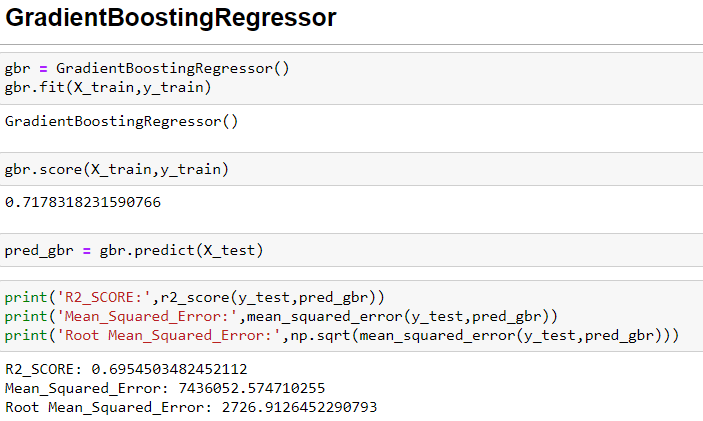 GradientBoostingRegressor
gbr = GradientBoostingRegressor()
gbr.fit(X_train,y_train)
GradientBoostingRegressor()
gbr.score(X_train,y_train)
0.7178318231590766
pred_gbr = gbr.predict(X_test)
print('R2_SCORE:',r2_score(y_test,pred_gbr))
print('Mean_Squared_Error:',mean_squared_error(y_test,pred_gbr))
print('Root Mean_Squared_Error:',np.sqrt(mean_squared_error(y_test,pred_gbr)))
R2_SCORE: 0.6954503482452112
Mean_Squared_Error: 7436052.574710255
Root Mean_Squared_Error: 2726.9126452290793